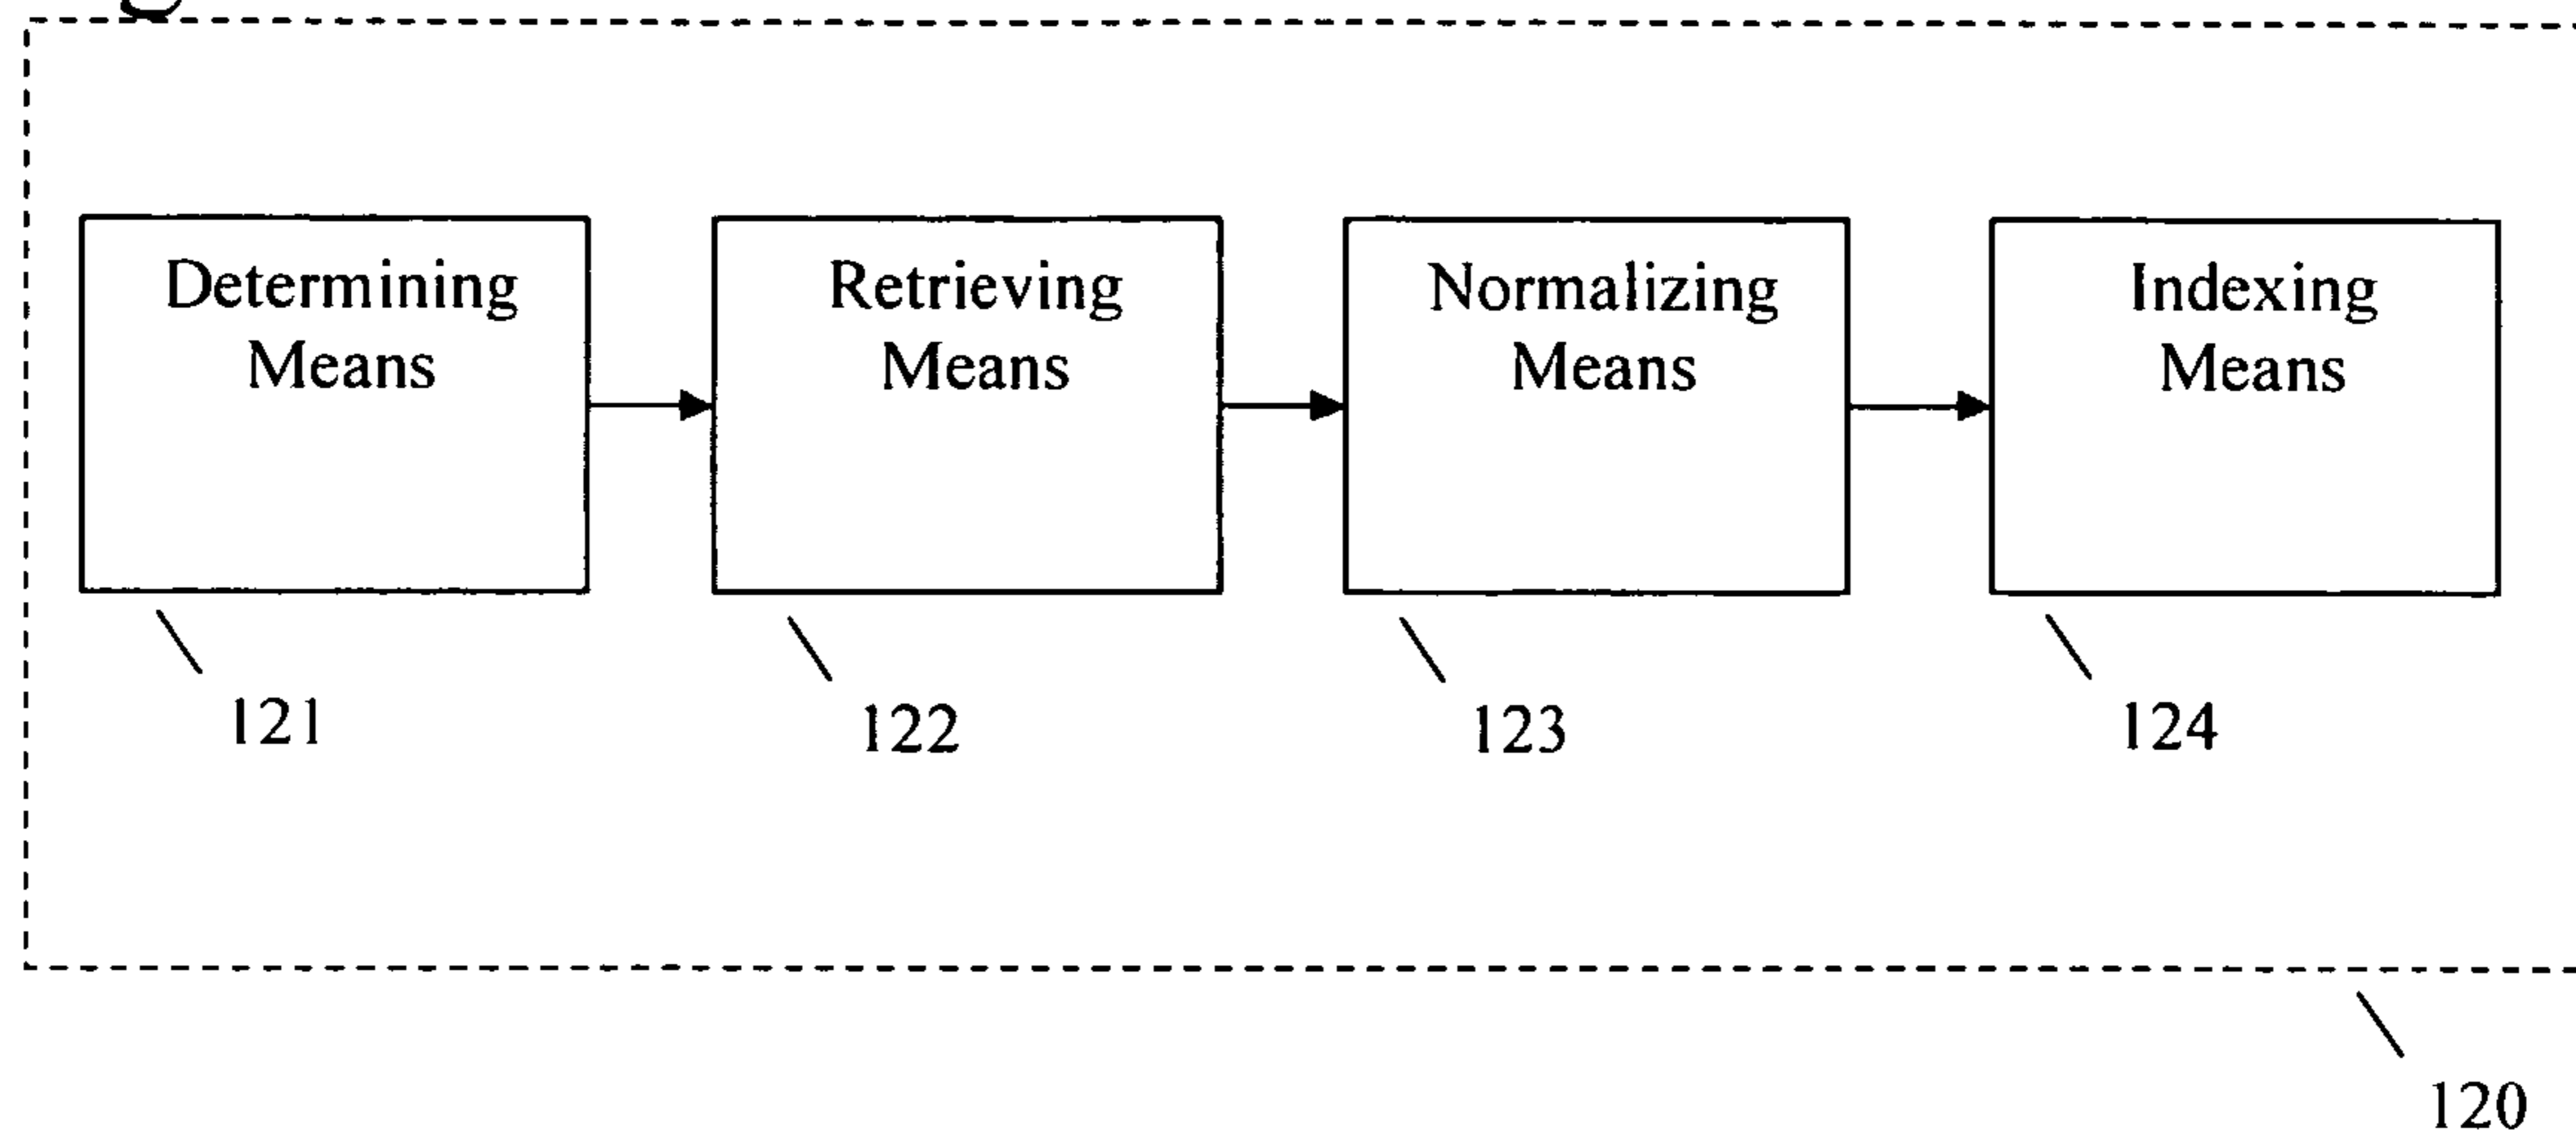 Determining
Means
Retrieving
Means
Normalizing
Means
Indexing
Means
121
122
123
124
120